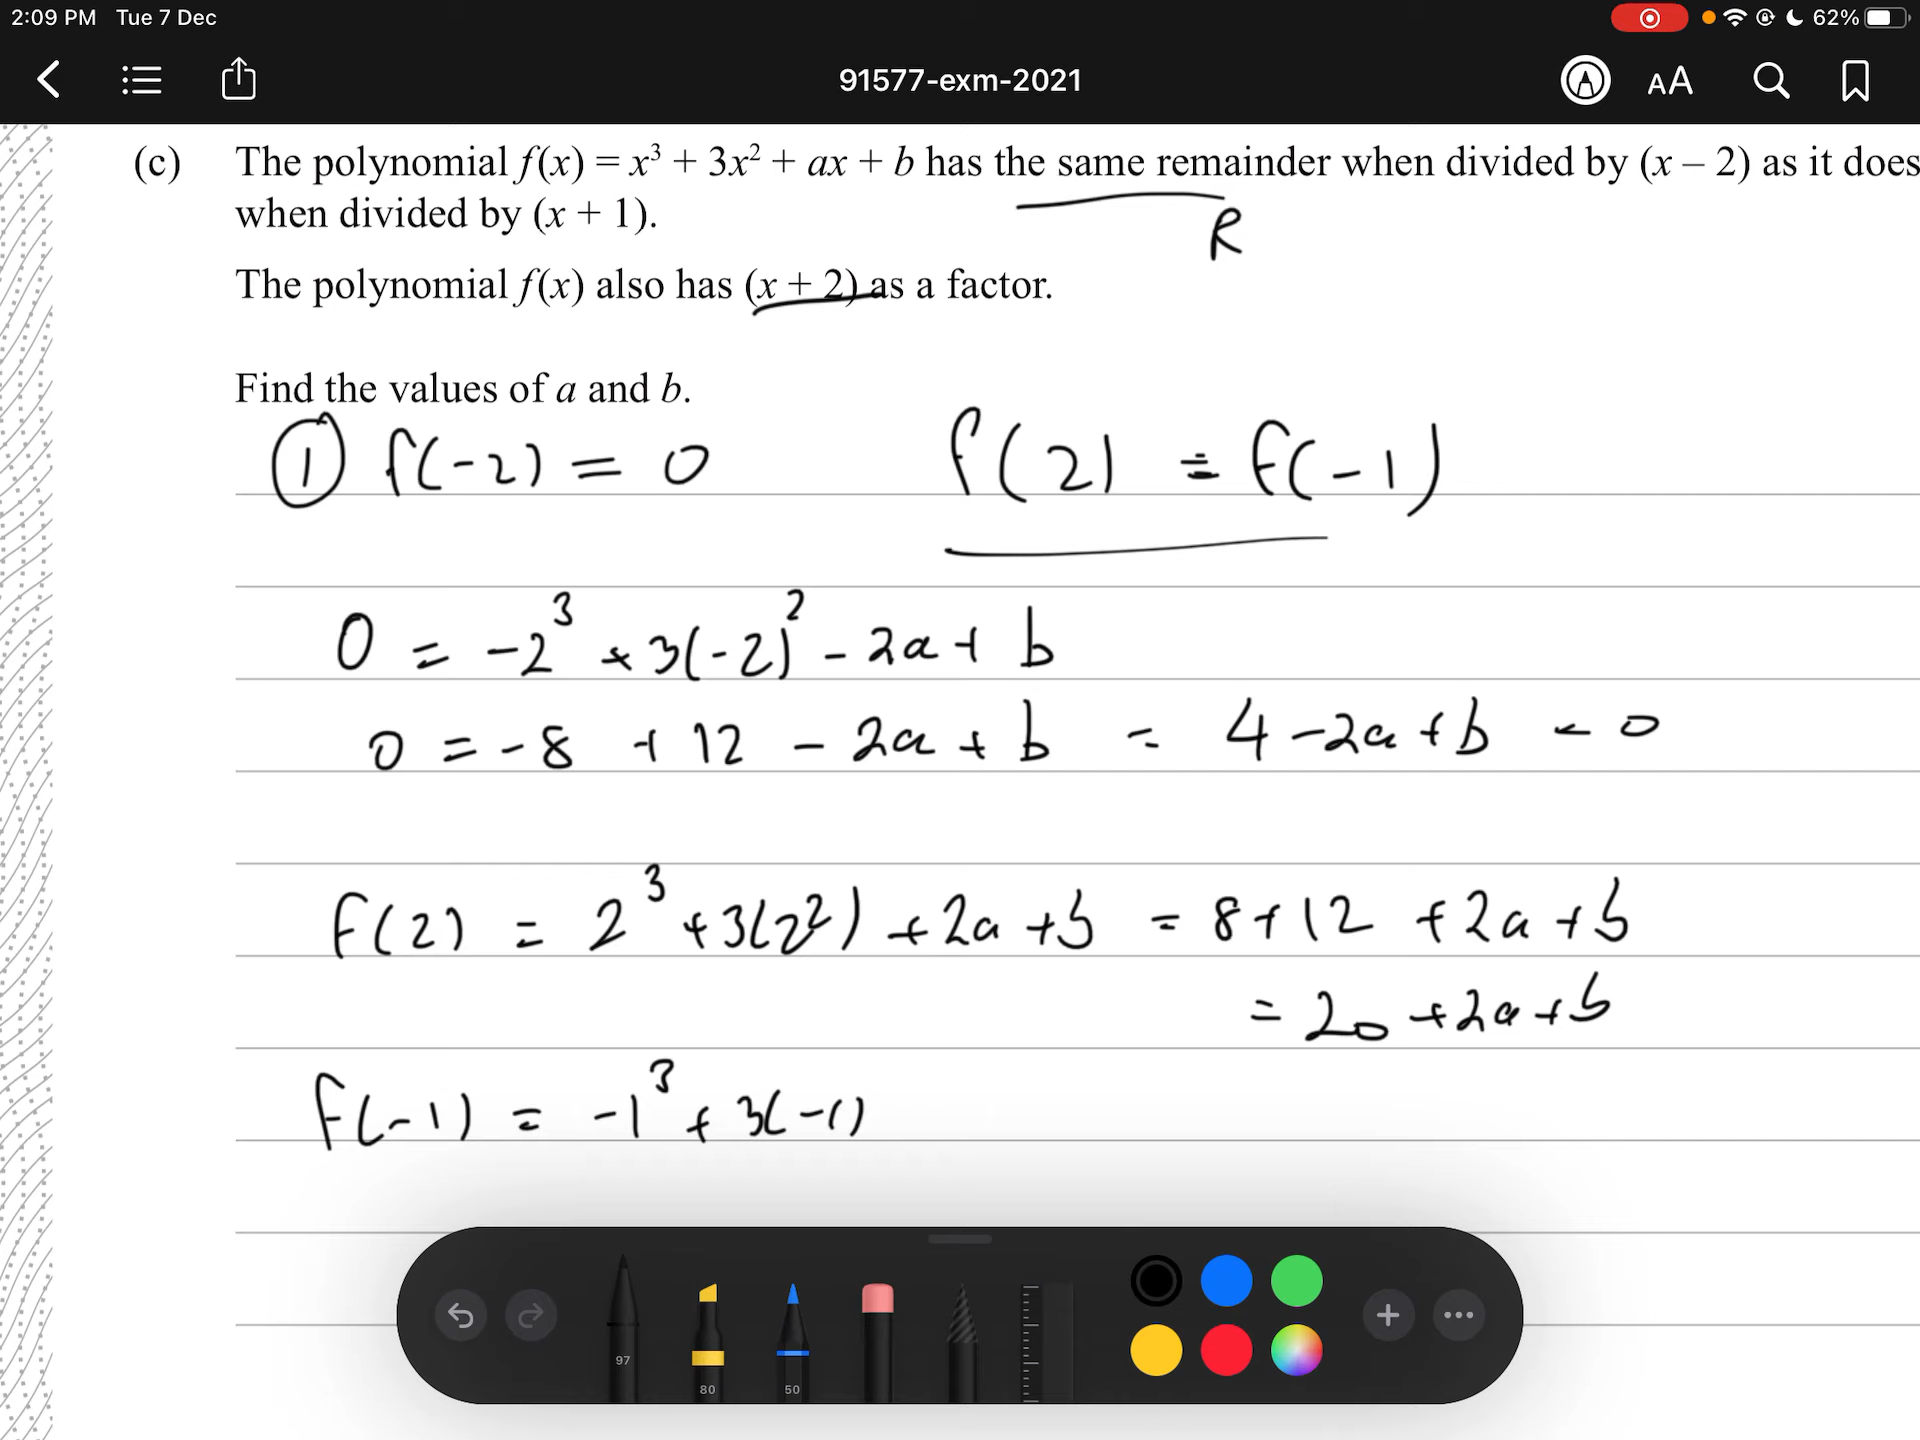 2:09 PM Tue 7 Dec 62%
91577-exm-2021
AA
(c) The polynomial f(x) = x³ + 3x² + ax + b has the same remainder when divided by (x – 2) as it does
when divided by (x + 1).
R
The polynomial f(x) also has (x + 2) as a factor.
Find the values of a and b.
① f(-2) = 0 f(2) = f(-1)
0 = -2³ + 3(-2)² - 2a + b
0 = -8 + 12 - 2a + b = 4 - 2a + b = 0
f(2) = 2³ + 3(2²) + 2a + b = 8 + 12 + 2a + b
= 20 + 2a + b
f(-1) = -1³ + 3(-1)
97 80 50